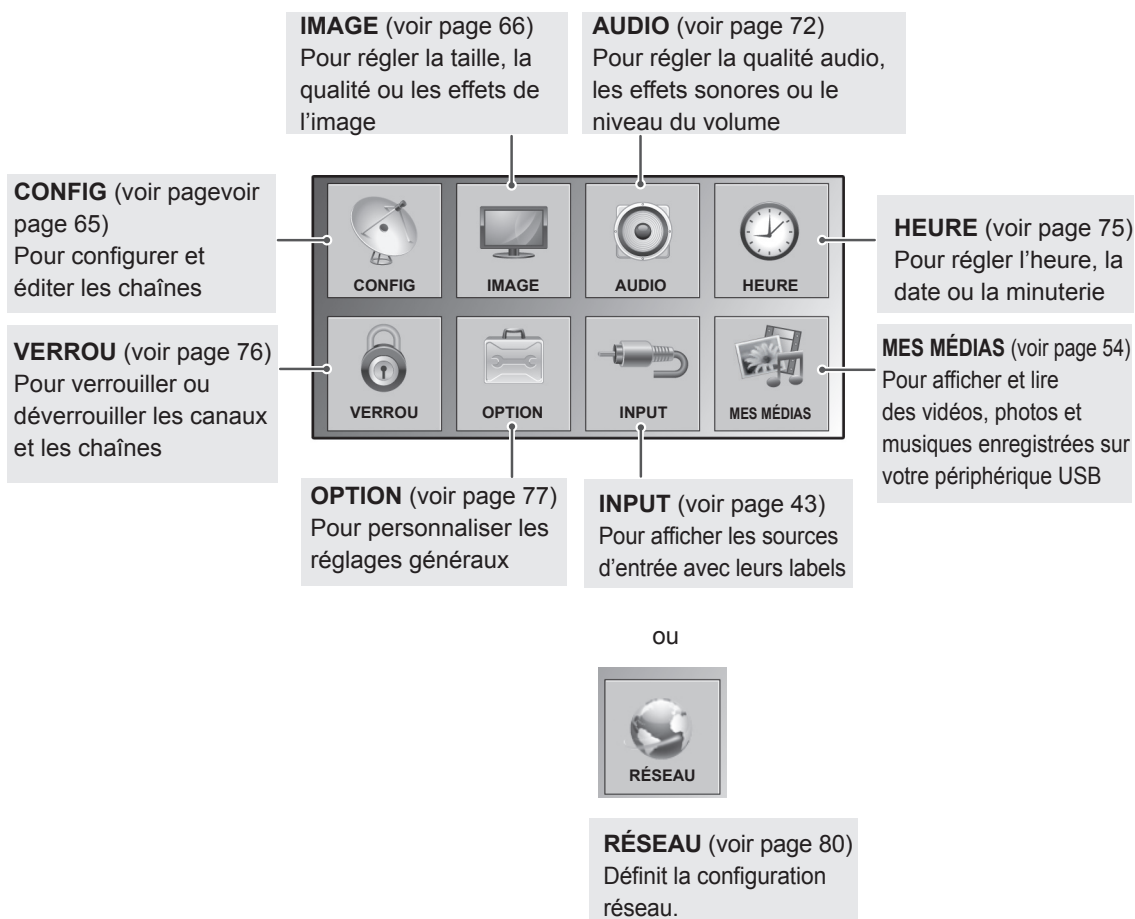 IMAGE (voir page 66)
Pour régler la taille, la
qualité ou les effets de
l’image
AUDIO (voir page 72)
Pour régler la qualité audio,
les effets sonores ou le
niveau du volume
CONFIG (voir pagevoir
page 65)
Pour configurer et
éditer les chaînes
CONFIG
IMAGE
AUDIO
HEURE
HEURE (voir page 75)
Pour régler l’heure, la
date ou la minuterie
VERROU (voir page 76)
Pour verrouiller ou
déverrouiller les canaux
et les chaînes
VERROU
OPTION
INPUT
MES MÉDIAS
MES MÉDIAS (voir page 54)
Pour afficher et lire
des vidéos, photos et
musiques enregistrées sur
votre périphérique USB
OPTION (voir page 77)
Pour personnaliser les
réglages généraux
INPUT (voir page 43)
Pour afficher les sources
d’entrée avec leurs labels
ou
RÉSEAU
RÉSEAU (voir page 80)
Définit la configuration
réseau.